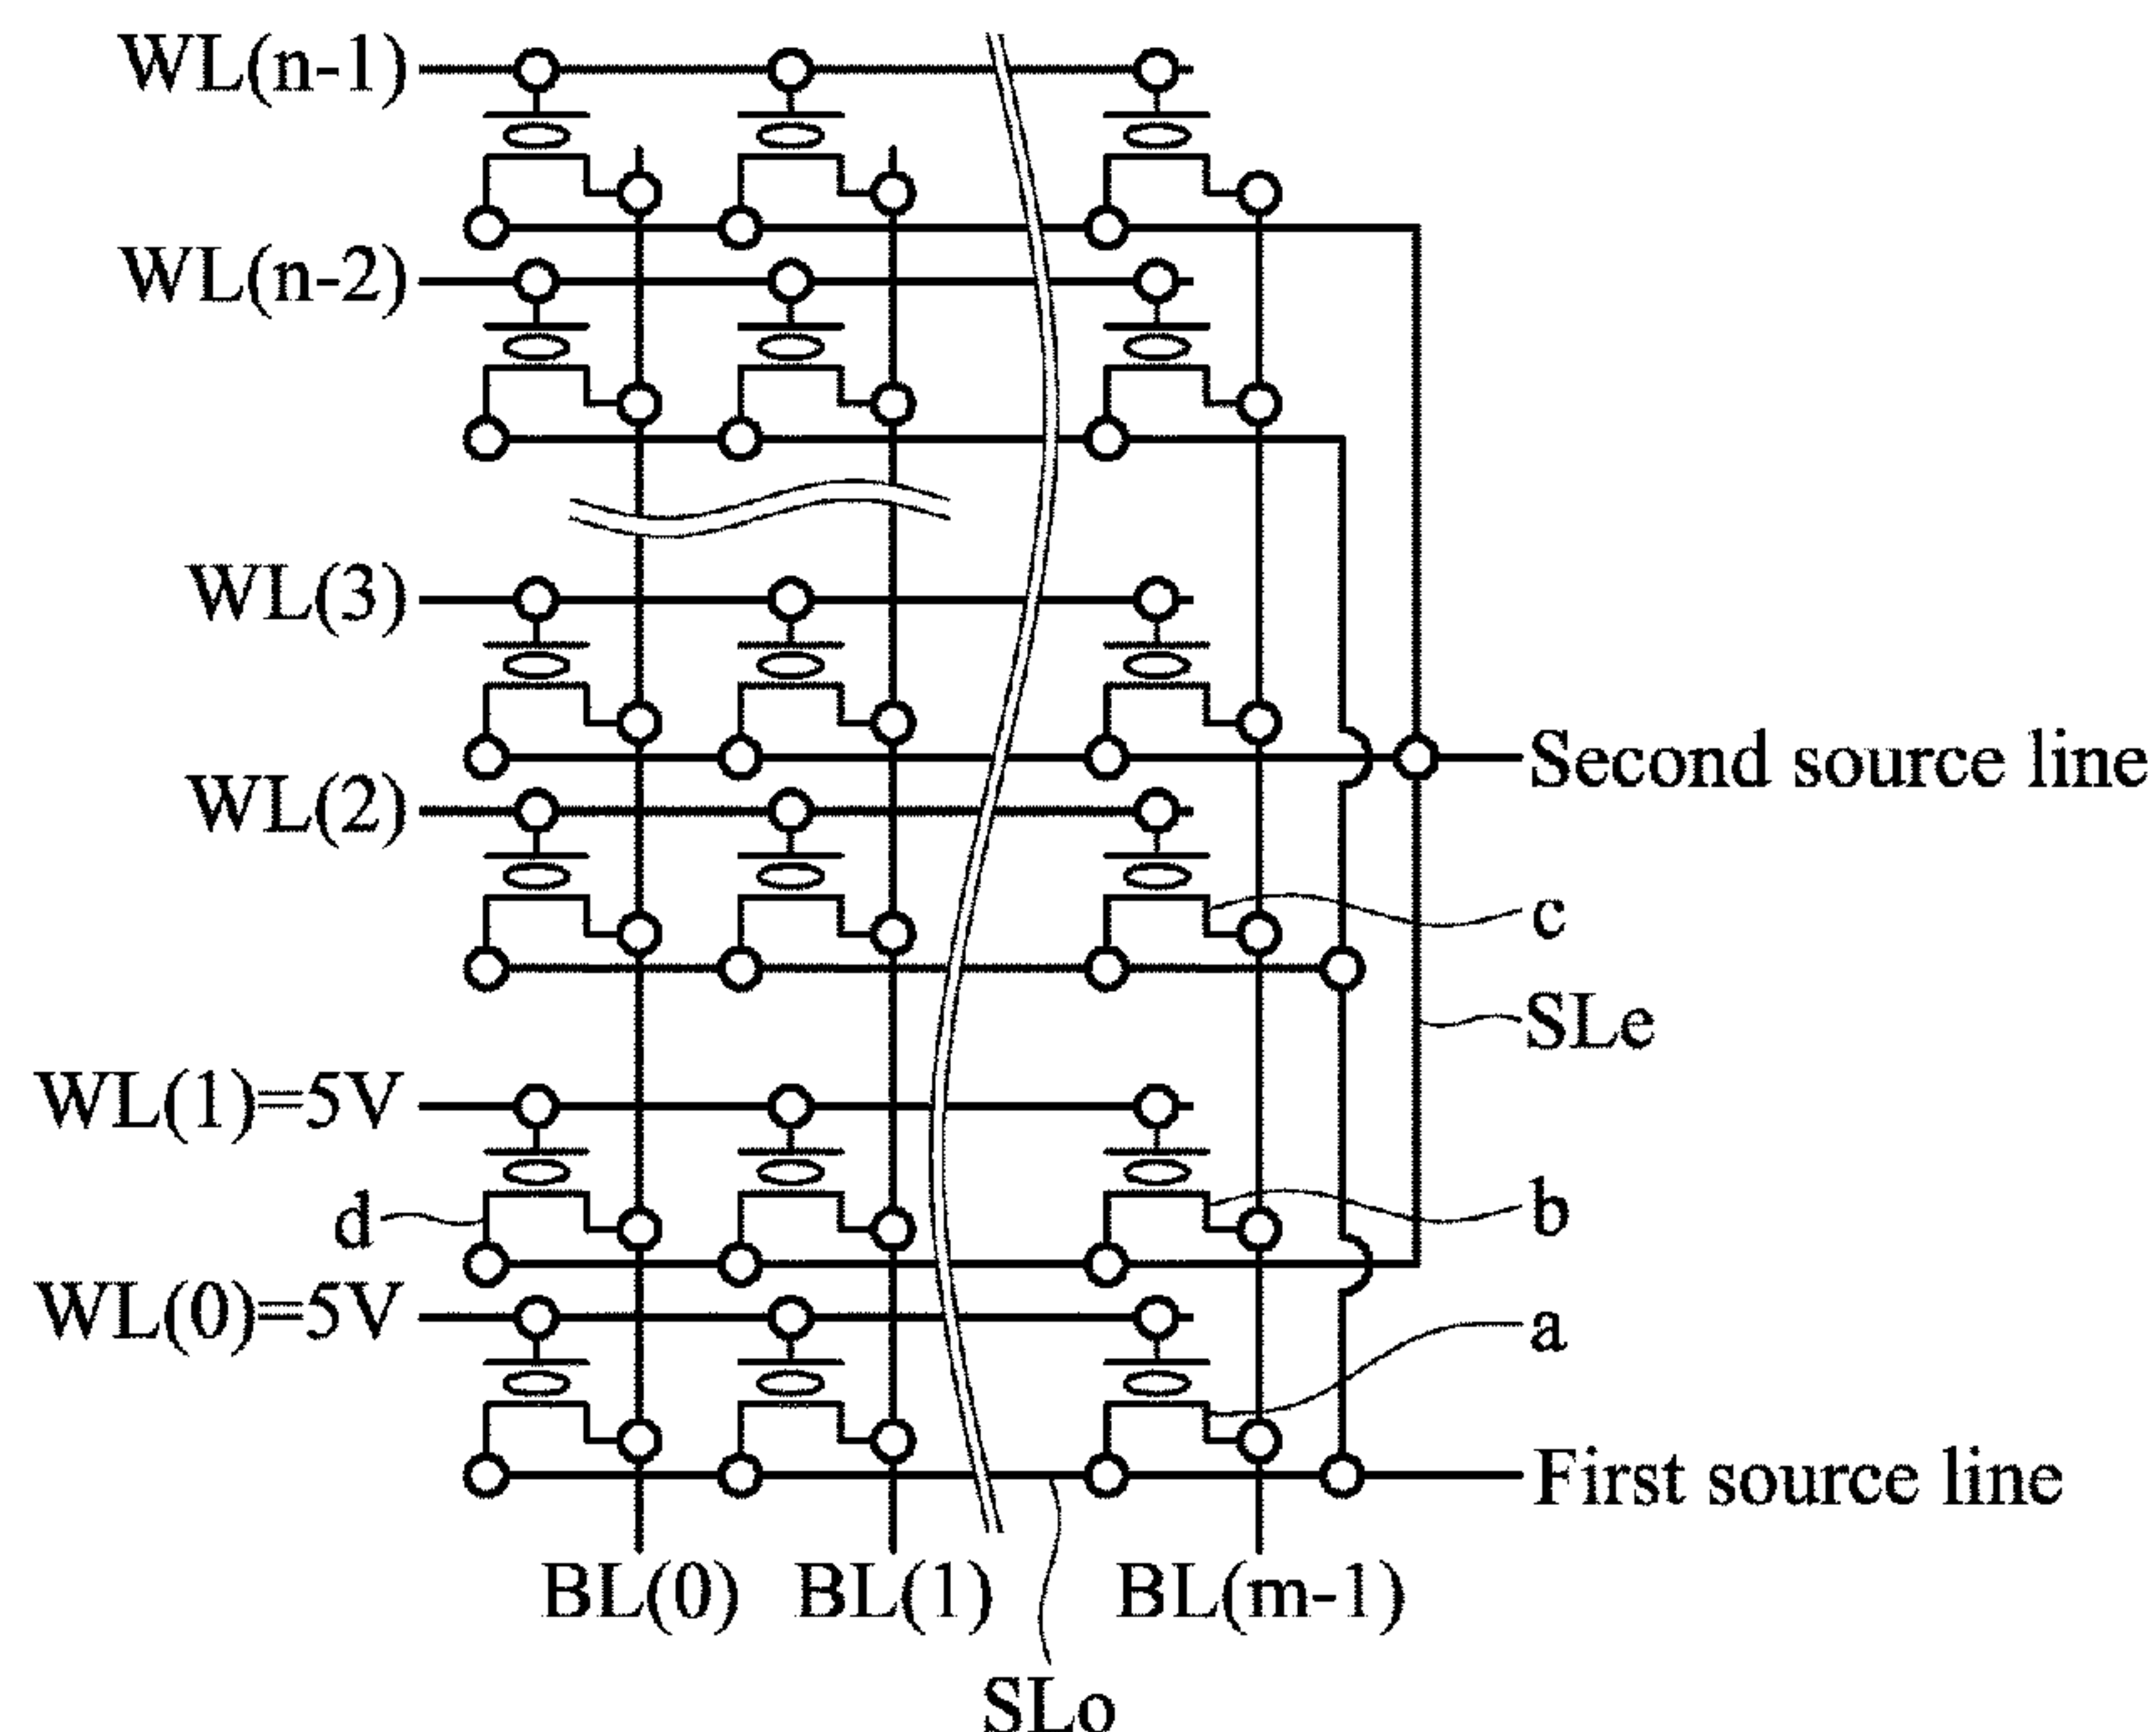 WL(n-1)
WL(n-2)
WL(3)
Second source line
WL(2)
c
SLe
WL(1)=5V
d
b
WL(0)=5V
a
First source line
BL(0)
BL(1)
BL(m-1)
SLo